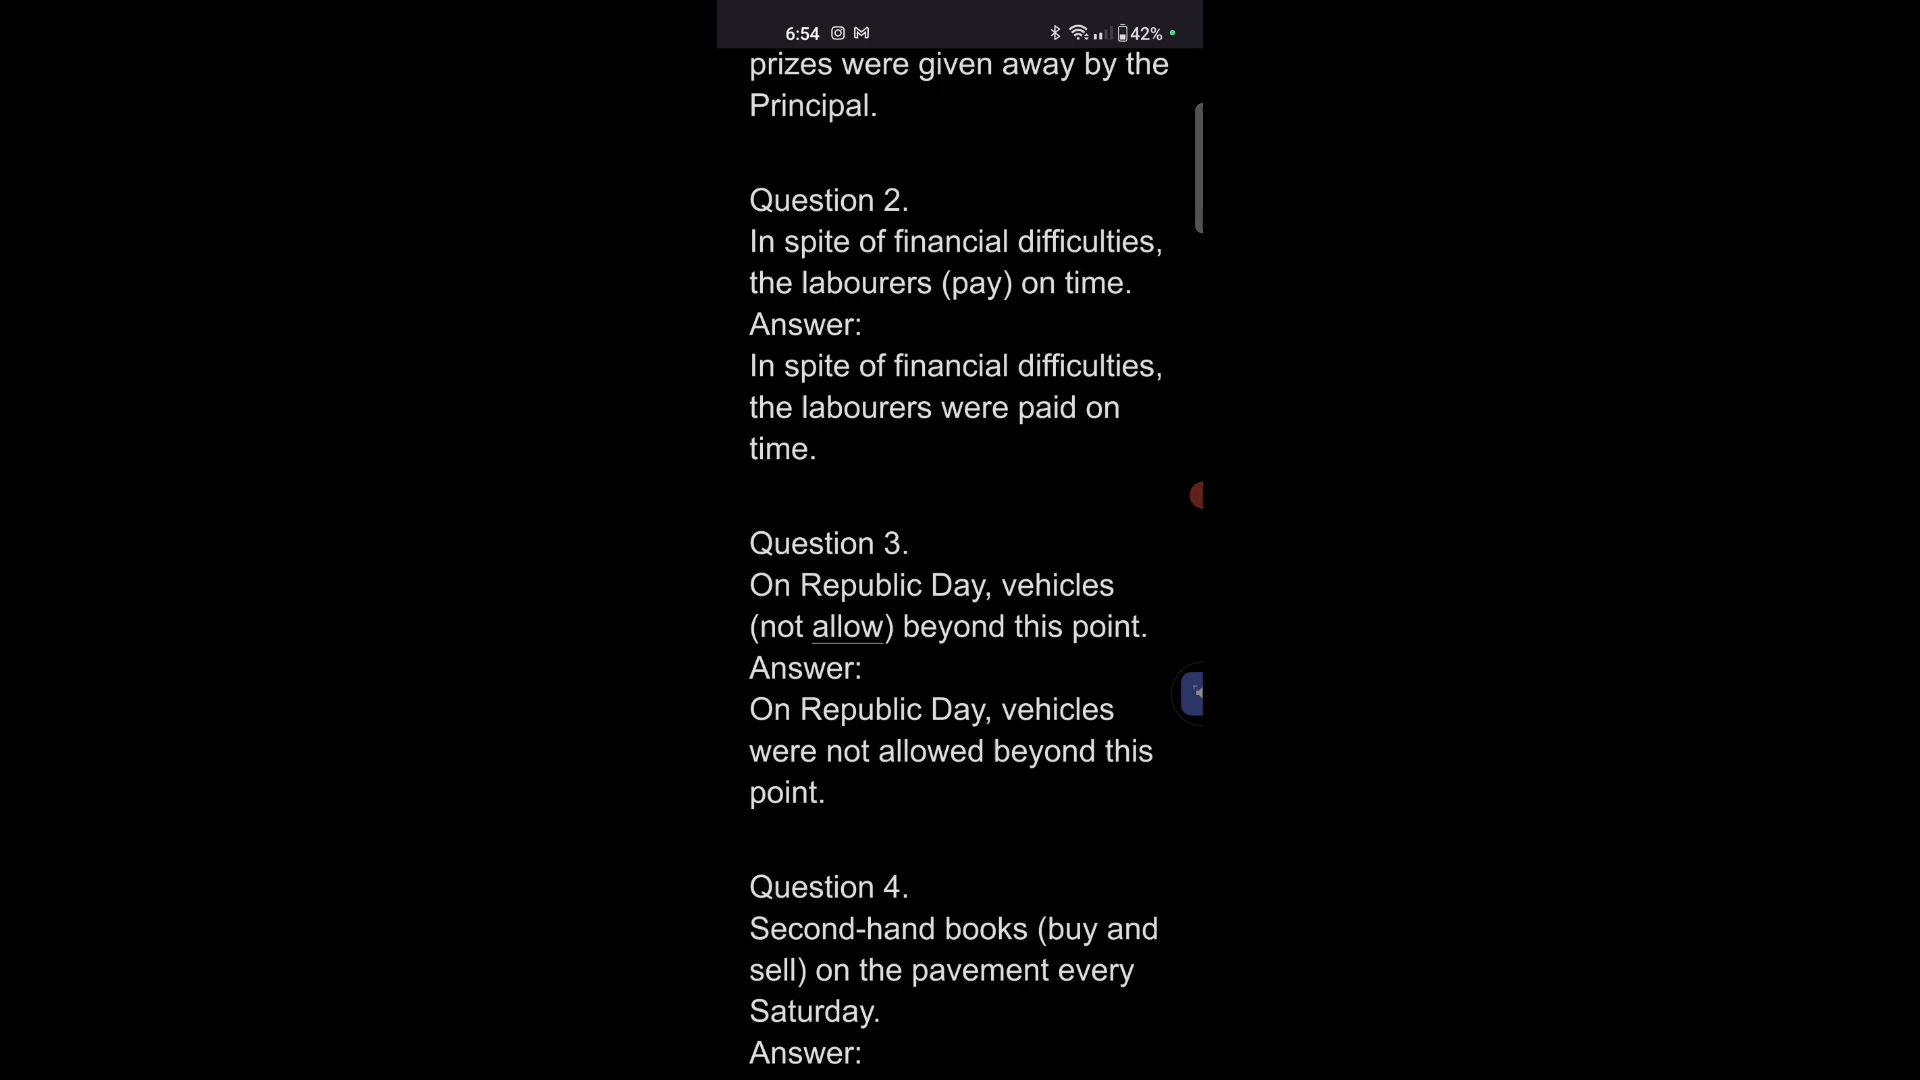 6:54 42%
prizes were given away by the
Principal.
Question 2.
In spite of financial difficulties,
the labourers (pay) on time.
Answer:
In spite of financial difficulties,
the labourers were paid on
time.
Question 3.
On Republic Day, vehicles
(not allow) beyond this point.
Answer:
On Republic Day, vehicles
were not allowed beyond this
point.
Question 4.
Second-hand books (buy and
sell) on the pavement every
Saturday.
Answer: